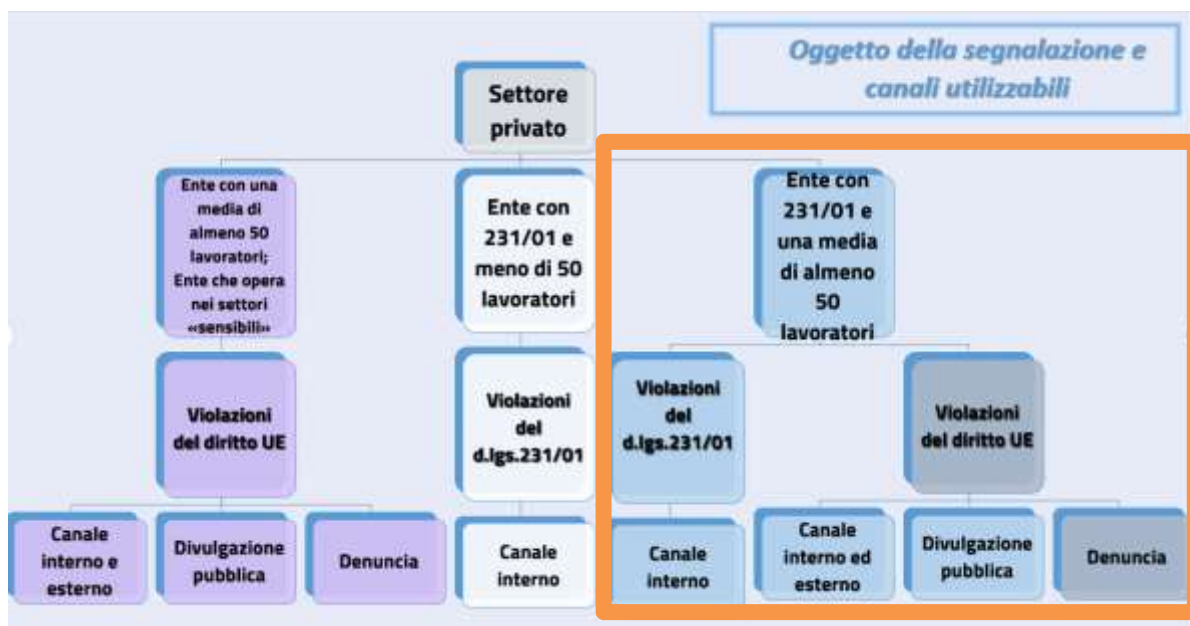 Oggetto della segnalazione e
canali utilizzabili
Settore
privato
Ente con una
media di
almeno 50
lavoratori;
Ente che opera
nei settori
«sensibili»
Ente con
231/01 e
meno di 50
lavoratori
Ente con
231/01 e
una media
di almeno
50
lavoratori
Violazioni
del diritto UE
Violazioni
del
d.lgs.231/01
Violazioni
del
d.lgs.231/01
Violazioni
del diritto UE
Canale
interno e
esterno
Divulgazione
pubblica
Denuncia
Canale
interno
Canale
interno
Canale
interno ed
esterno
Divulgazione
pubblica
Denuncia